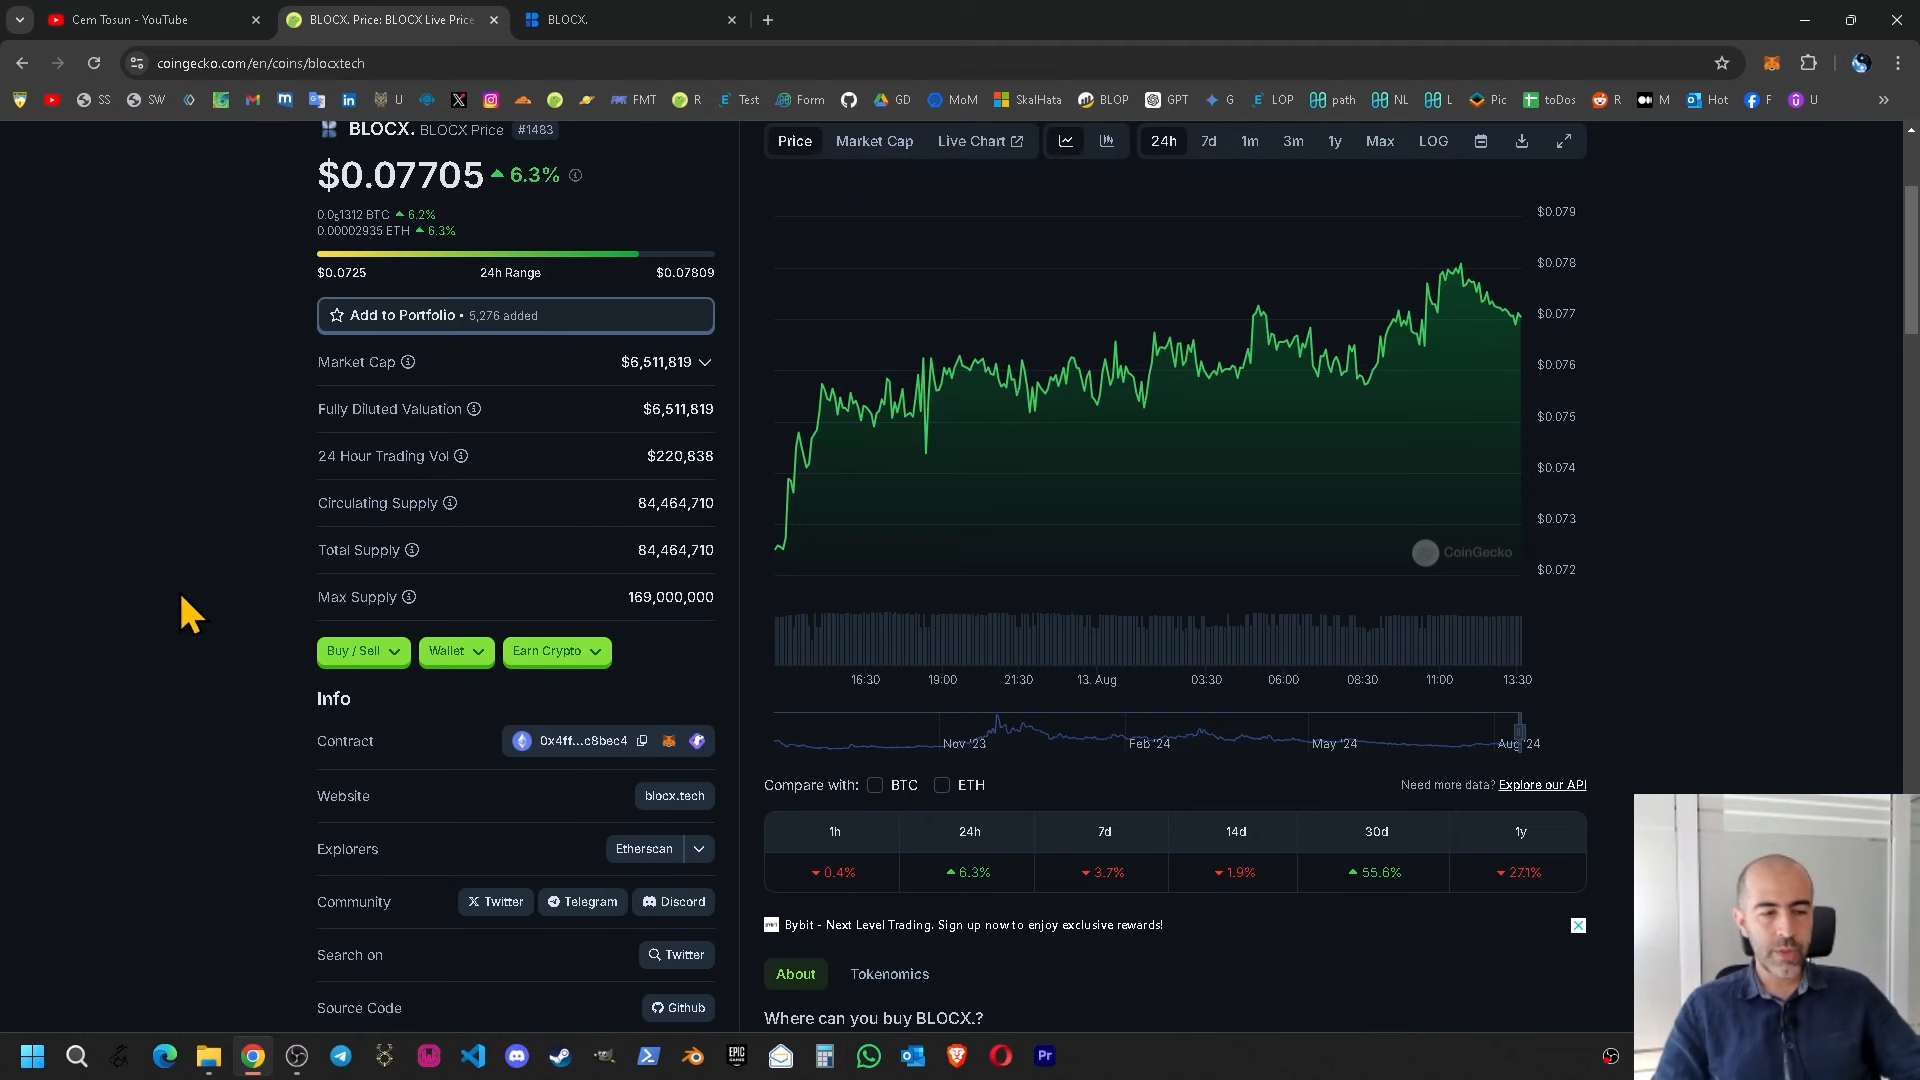 Cem Tosun - YouTube
BLOCX. Price: BLOCX Live Price
BLOCX.
coingecko.com/en/coins/blocxtech
SS
SW
U
FMT
R
Test
Form
GD
MoM
SkalHata
BLOP
GPT
G
LOP
path
NL
L
Pic
toDos
R
M
Hot
F
U
BLOCX. BLOCX Price #1483
$0.07705 6.3%
0.0₅1312 BTC 6.2%
0.00002935 ETH 6.3%
$0.0725 24h Range $0.07809
Add to Portfolio • 5,276 added
Market Cap $6,511,819
Fully Diluted Valuation $6,511,819
24 Hour Trading Vol $220,838
Circulating Supply 84,464,710
Total Supply 84,464,710
Max Supply 169,000,000
Buy / Sell Wallet Earn Crypto
Info
Contract 0x4ff...c8bec4
Website blocx.tech
Explorers Etherscan
Community Twitter Telegram Discord
Search on Twitter
Source Code Github
Price Market Cap Live Chart 24h 7d 1m 3m 1y Max LOG
$0.079
$0.078
$0.077
$0.076
$0.075
$0.074
$0.073
CoinGecko
$0.072
16:30 19:00 21:30 13. Aug 03:30 06:00 08:30 11:00 13:30
Nov '23 Feb '24 May '24 Aug '24
Compare with: BTC ETH Need more data? Explore our API
1h 24h 7d 14d 30d 1y
0.4% 6.3% 3.7% 1.9% 55.6% 27.1%
Bybit - Next Level Trading. Sign up now to enjoy exclusive rewards!
About Tokenomics
Where can you buy BLOCX.?
EPIC
GAMES
Pr